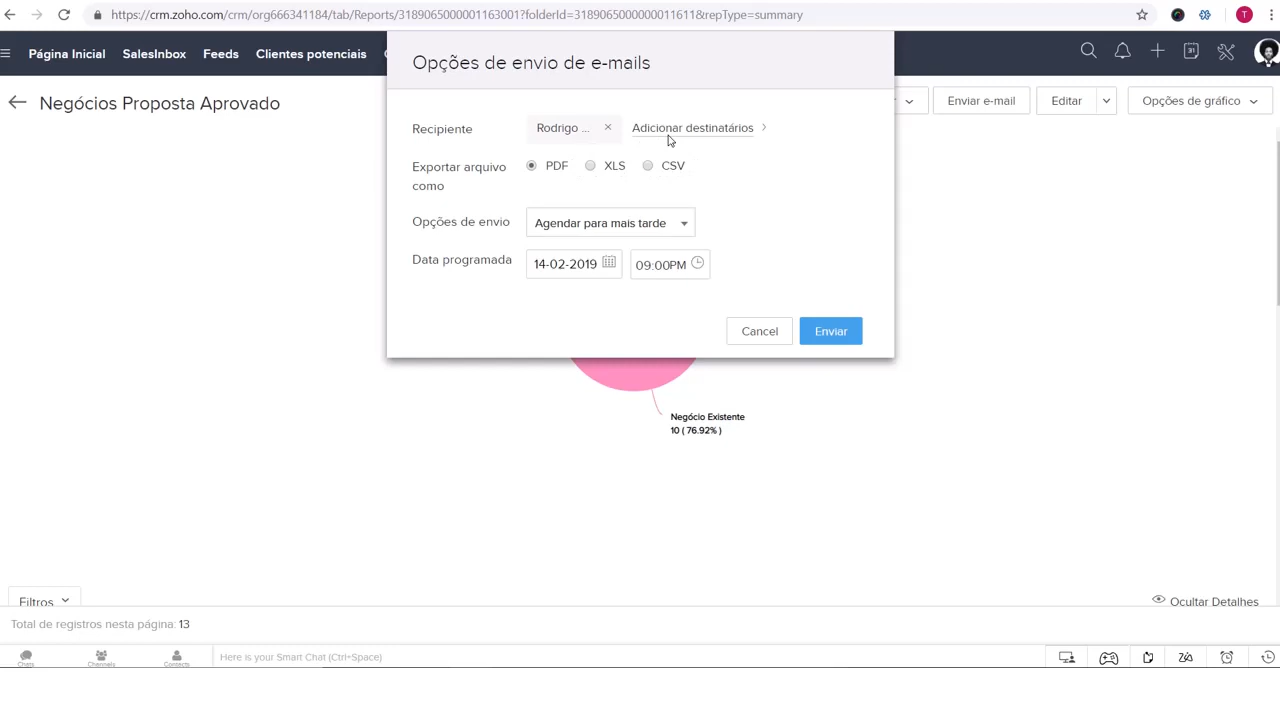 https://crm.zoho.com/crm/org666341184/tab/Reports/3189065000001163001?folderId=3189065000000011611&repType=summary
T
Página Inicial SalesInbox Feeds Clientes potenciais
31
Opções de envio de e-mails
Negócios Proposta Aprovado
Enviar e-mail Editar Opções de gráfico
Recipiente Rodrigo ... × Adicionar destinatários
Exportar arquivo como PDF XLS CSV
Opções de envio Agendar para mais tarde
Data programada 14-02-2019 09:00PM
Cancel Enviar
Negócio Existente
10 ( 76.92% )
Filtros
Ocultar Detalhes
Total de registros nesta página: 13
Chats Channels Contacts Here is your Smart Chat (Ctrl+Space)